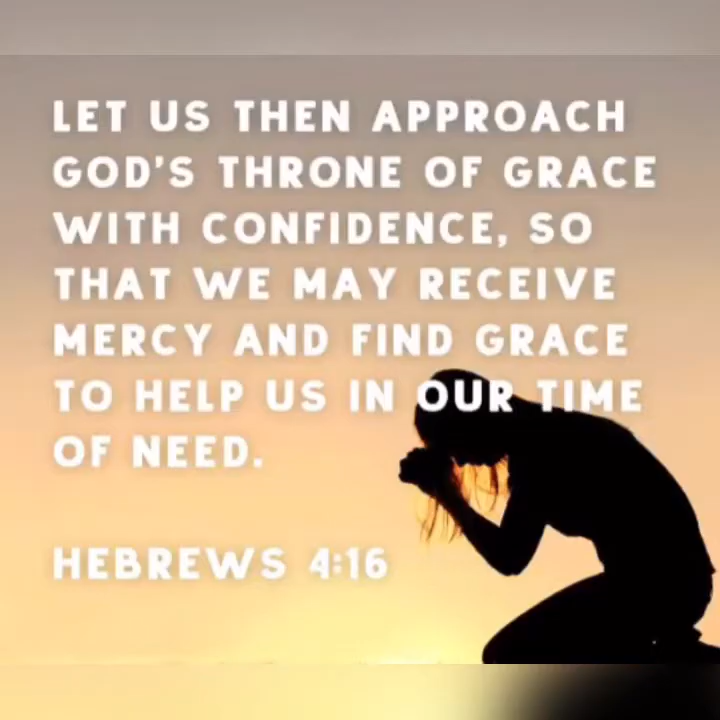 LET US THEN APPROACH
GOD'S THRONE OF GRACE
WITH CONFIDENCE, SO
THAT WE MAY RECEIVE
MERCY AND FIND GRACE
TO HELP US IN OUR TIME
OF NEED.
HEBREWS 4:16